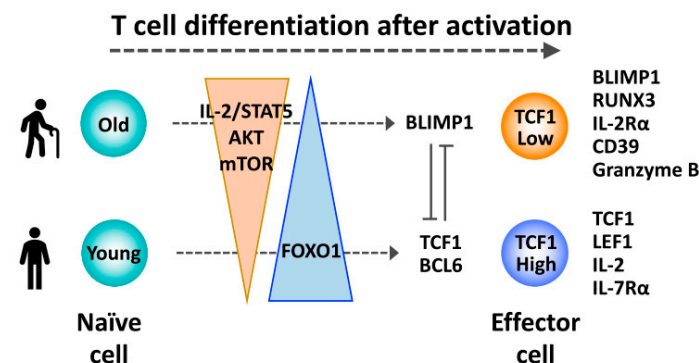 T cell differentiation after activation
Old
IL-2/STAT5
AKT
mTOR
BLIMP1
TCF1
Low
BLIMP1
RUNX3
IL-2Rα
CD39
Granzyme B
Young
FOXO1
TCF1
BCL6
TCF1
High
TCF1
LEF1
IL-2
IL-7Rα
Naïve
cell
Effector
cell